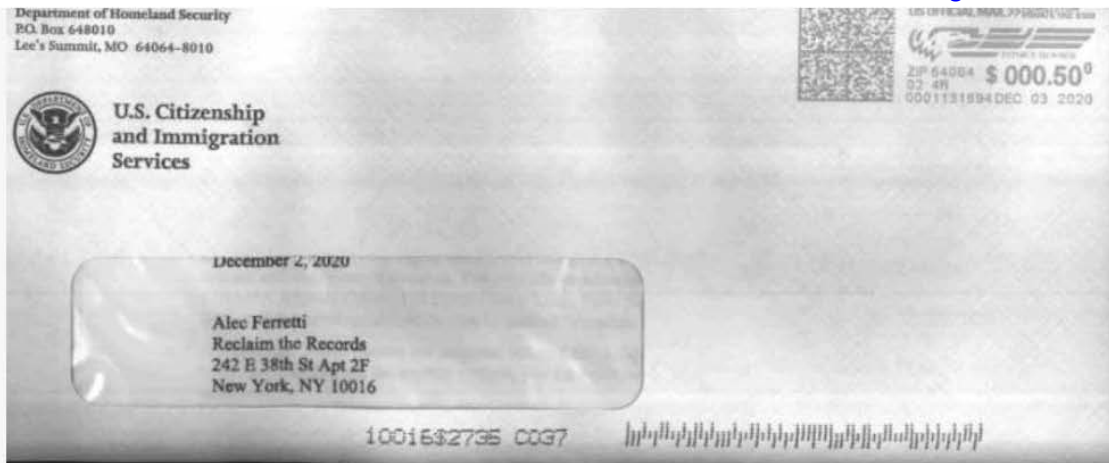 Department of Homeland Security
P.O. Box 648010
Lee's Summit, MO 64064-8010
U.S. Citizenship
and Immigration
Services
ZIP 64064 $ 000.50⁰
02 4R
0001131694 DEC 03 2020
December 2, 2020
Alec Ferretti
Reclaim the Records
242 E 38th St Apt 2F
New York, NY 10016
10016$2735 C037